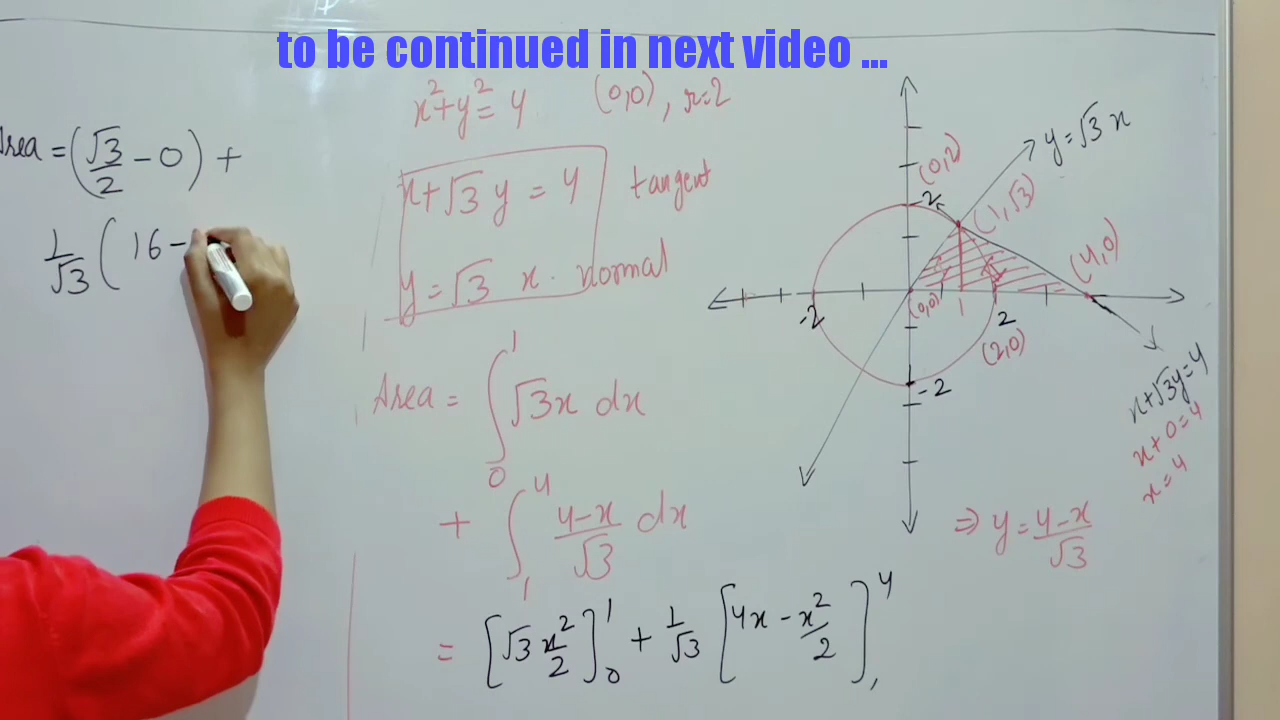 to be continued in next video ...
Area = (√3/2 - 0) +
1/√3 ( 16 -
x² + y² = 4 (0,0), r=2
x+√3 y = 4 tangent
y = √3 x . normal
Area = ∫₀¹ √3x dx
+ ∫₁⁴ (4-x)/√3 dx
= [√3 x²/2]₀¹ + 1/√3 [4x - x²/2]₁⁴
y=√3 x
(0,2)
2
(1,√3)
(4,0)
-2
(0,0)
1
2
(2,0)
-2
x+√3y=4
x+0=4
x=4
⇒ y = (4-x)/√3